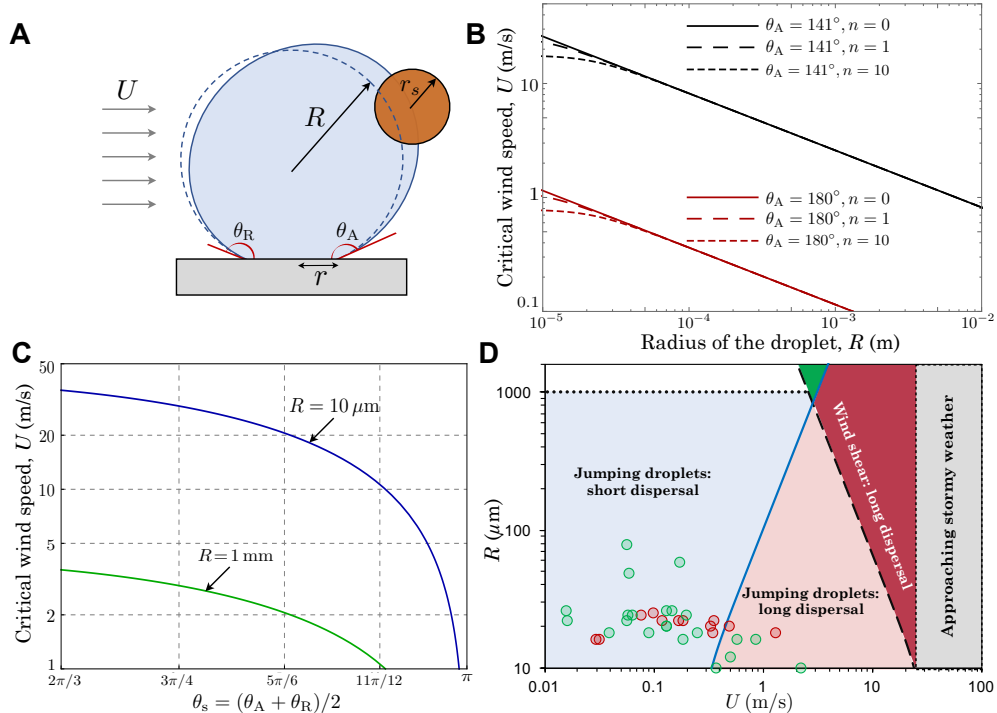 A
U
R
r_s
θ_R
θ_A
r
B
Critical wind speed, U (m/s)
10
1
0.1
θ_A = 141°, n = 0
θ_A = 141°, n = 1
θ_A = 141°, n = 10
θ_A = 180°, n = 0
θ_A = 180°, n = 1
θ_A = 180°, n = 10
10⁻⁵ 10⁻⁴ 10⁻³ 10⁻²
Radius of the droplet, R (m)
C
Critical wind speed, U (m/s)
50
20
10
5
2
1
R = 10 μm
R = 1 mm
2π/3 3π/4 5π/6 11π/12 π
θ_s = (θ_A + θ_R)/2
D
R (μm)
1000
100
10
Jumping droplets:
short dispersal
Jumping droplets:
long dispersal
Wind shear: long dispersal
Approaching stormy weather
0.01 0.1 1 10 100
U (m/s)